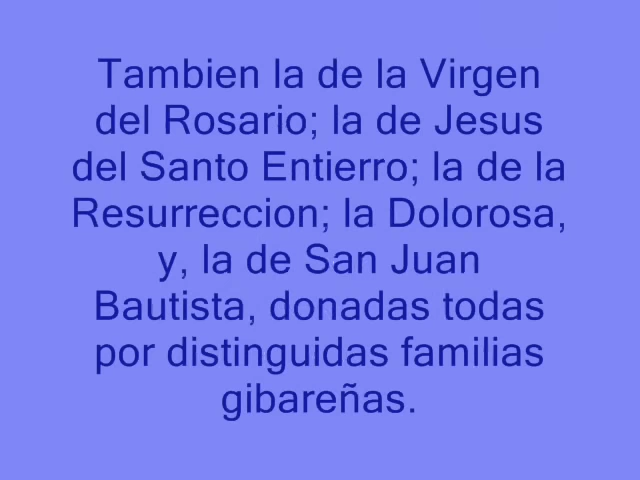 Tambien la de la Virgen
del Rosario; la de Jesus
del Santo Entierro; la de la
Resurreccion; la Dolorosa,
y, la de San Juan
Bautista, donadas todas
por distinguidas familias
gibareñas.